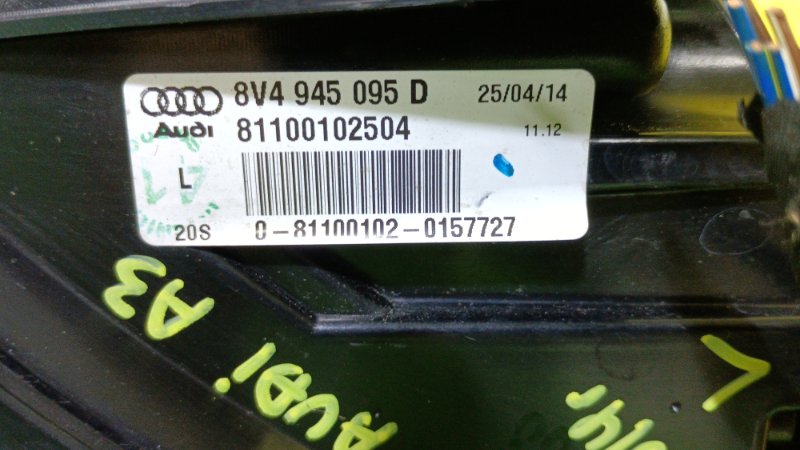 8V4 945 095 D 25/04/14
Audi 81100102504 11.12
L
20S 0-81100102-0157727
AUDI A3
L